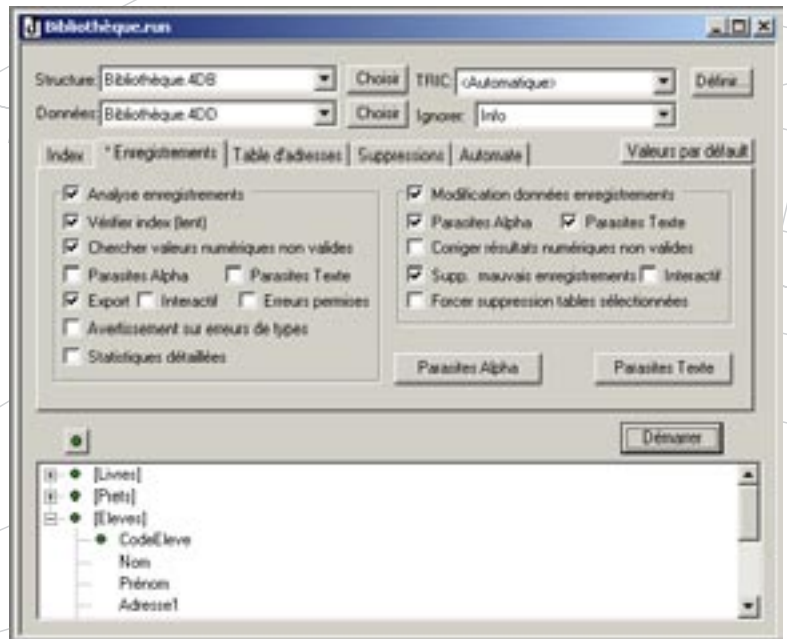 Bibliothèque.run
Structure: Bibliothèque.4DB Choisir TRIC: <Automatique> Définir...
Données: Bibliothèque.4DD Choisir Ignorer: Info
Index * Enregistrements Table d'adresses Suppressions Automate Valeurs par défault
Analyse enregistrements
Vérifier index (lent)
Chercher valeurs numériques non valides
Parasites Alpha Parasites Texte
Export Interactif Erreurs permises
Avertissement sur erreurs de types
Statistiques détaillées
Modification données enregistrements
Parasites Alpha Parasites Texte
Corriger résultats numériques non valides
Supp. mauvais enregistrements Interactif
Forcer suppression tables sélectionnées
Parasites Alpha Parasites Texte
Démarrer
[Livres]
[Prets]
[Eleves]
CodeEleve
Nom
Prénom
Adresse1